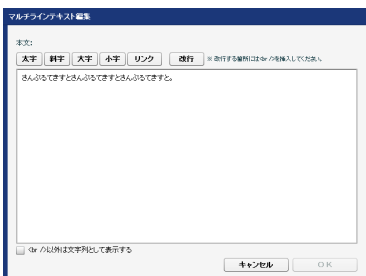 マルチラインテキスト編集
本文:
太字 斜字 大字 小字 リンク 改行 ※ 改行する箇所には<br />を挿入してください。
さんぷるてきすとさんぷるてきすとさんぷるてきすと。
<br />以外は文字列として表示する
キャンセル OK